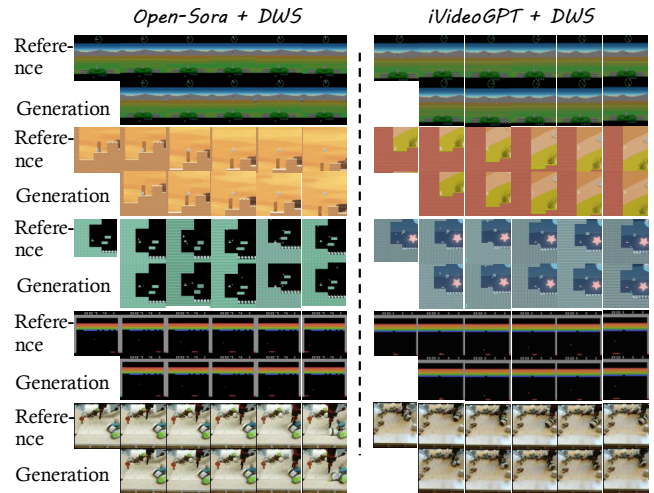 Open-Sora + DWS
iVideoGPT + DWS
Refere-
nce
Generation
Refere-
nce
Generation
Refere-
nce
Generation
Refere-
nce
Generation
Refere-
nce
Generation